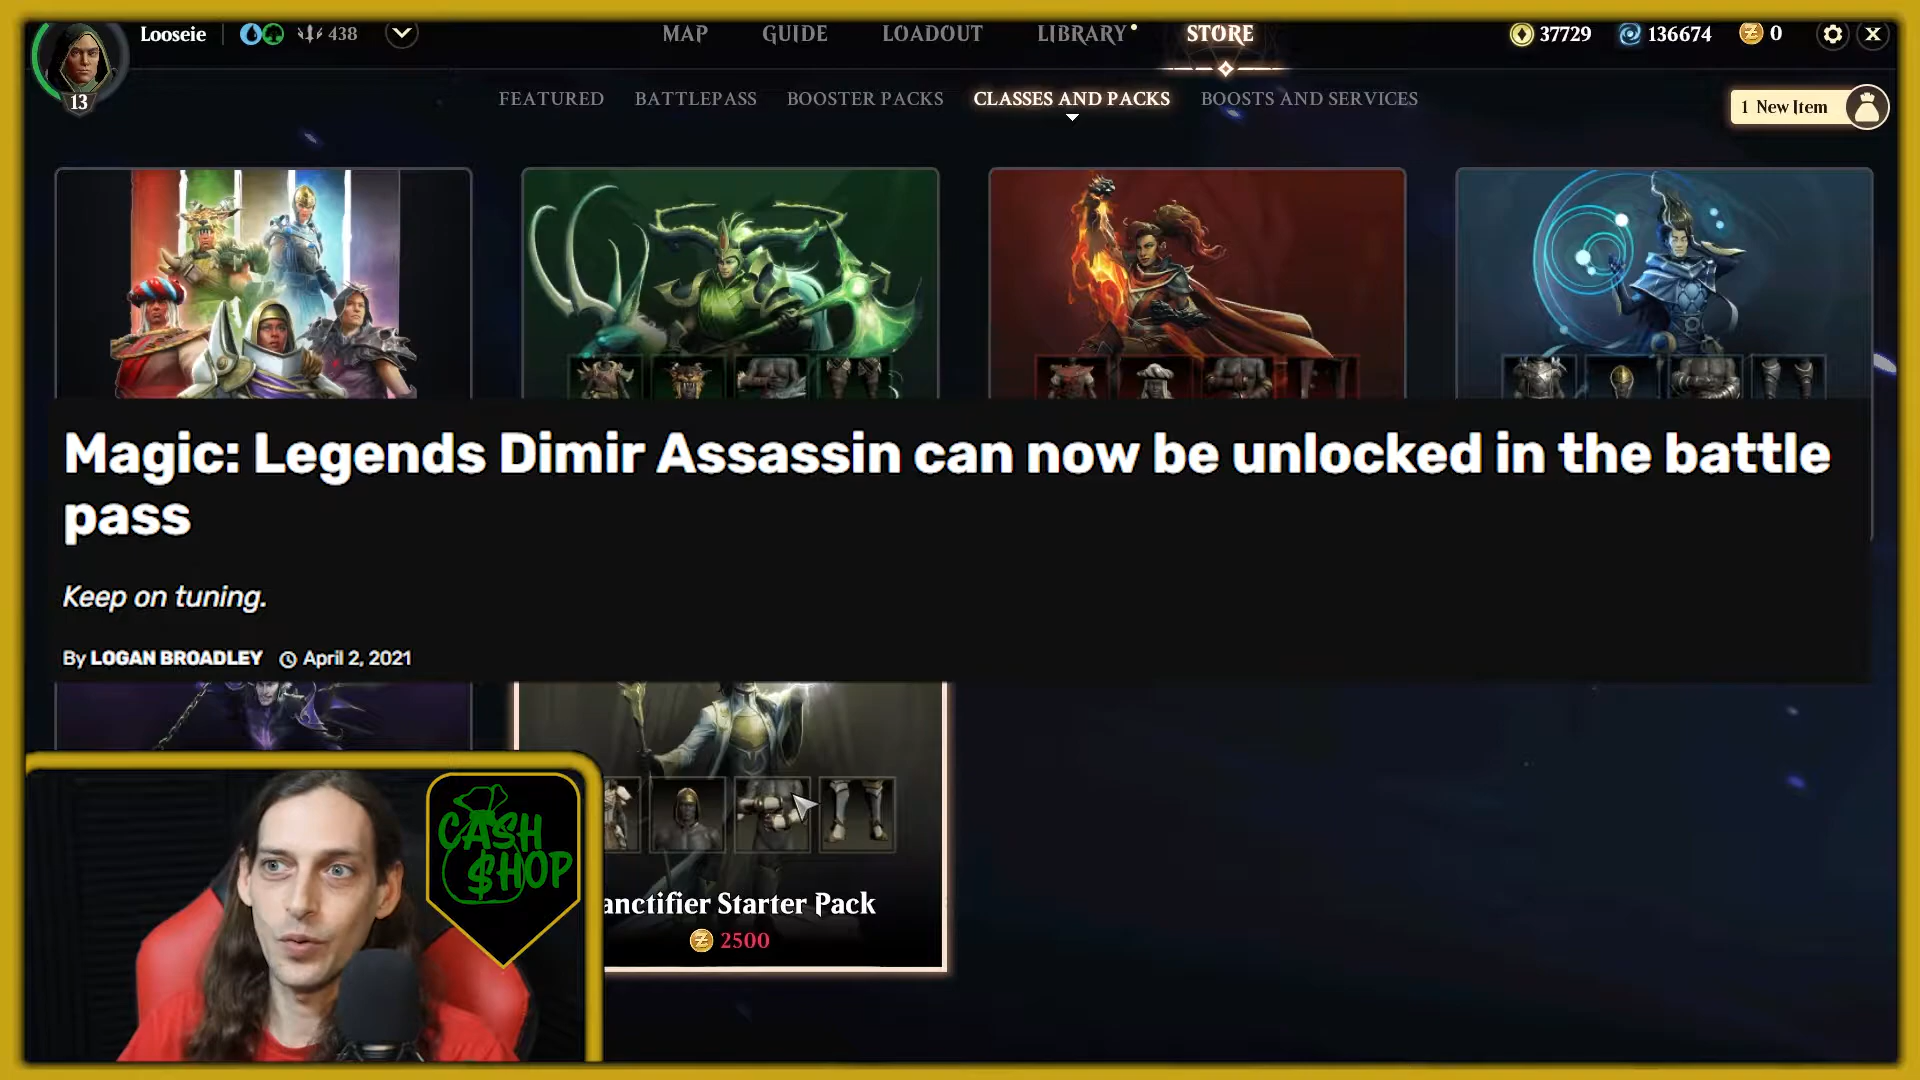 Looseie
438
MAP
GUIDE
LOADOUT
LIBRARY
STORE
37729
136674
0
13
FEATURED
BATTLEPASS
BOOSTER PACKS
CLASSES AND PACKS
BOOSTS AND SERVICES
1 New Item
Magic: Legends Dimir Assassin can now be unlocked in the battle
pass
Keep on tuning.
By LOGAN BROADLEY April 2, 2021
CASH
$HOP
anctifier Starter Pack
2500